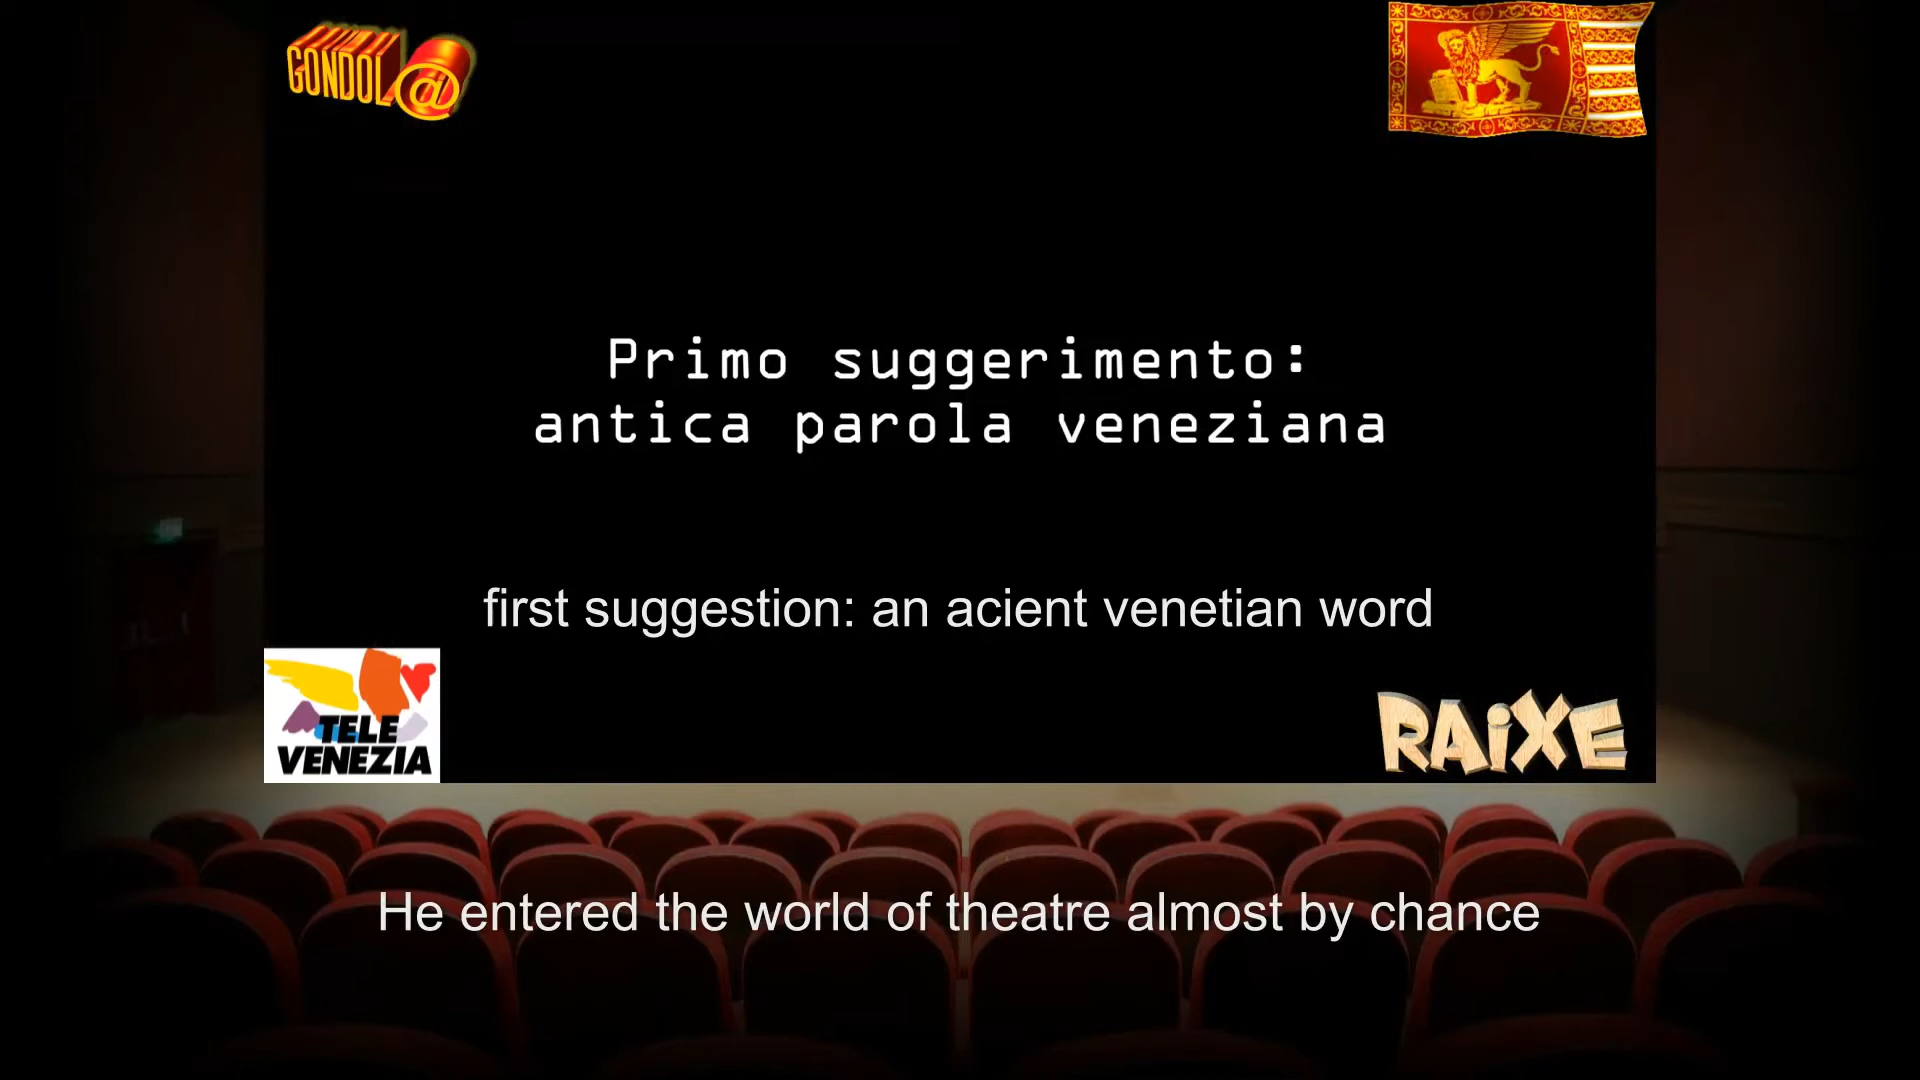 GONDOL@
Primo suggerimento:
antica parola veneziana
first suggestion: an acient venetian word
TELE
VENEZIA
RAiXE
He entered the world of theatre almost by chance